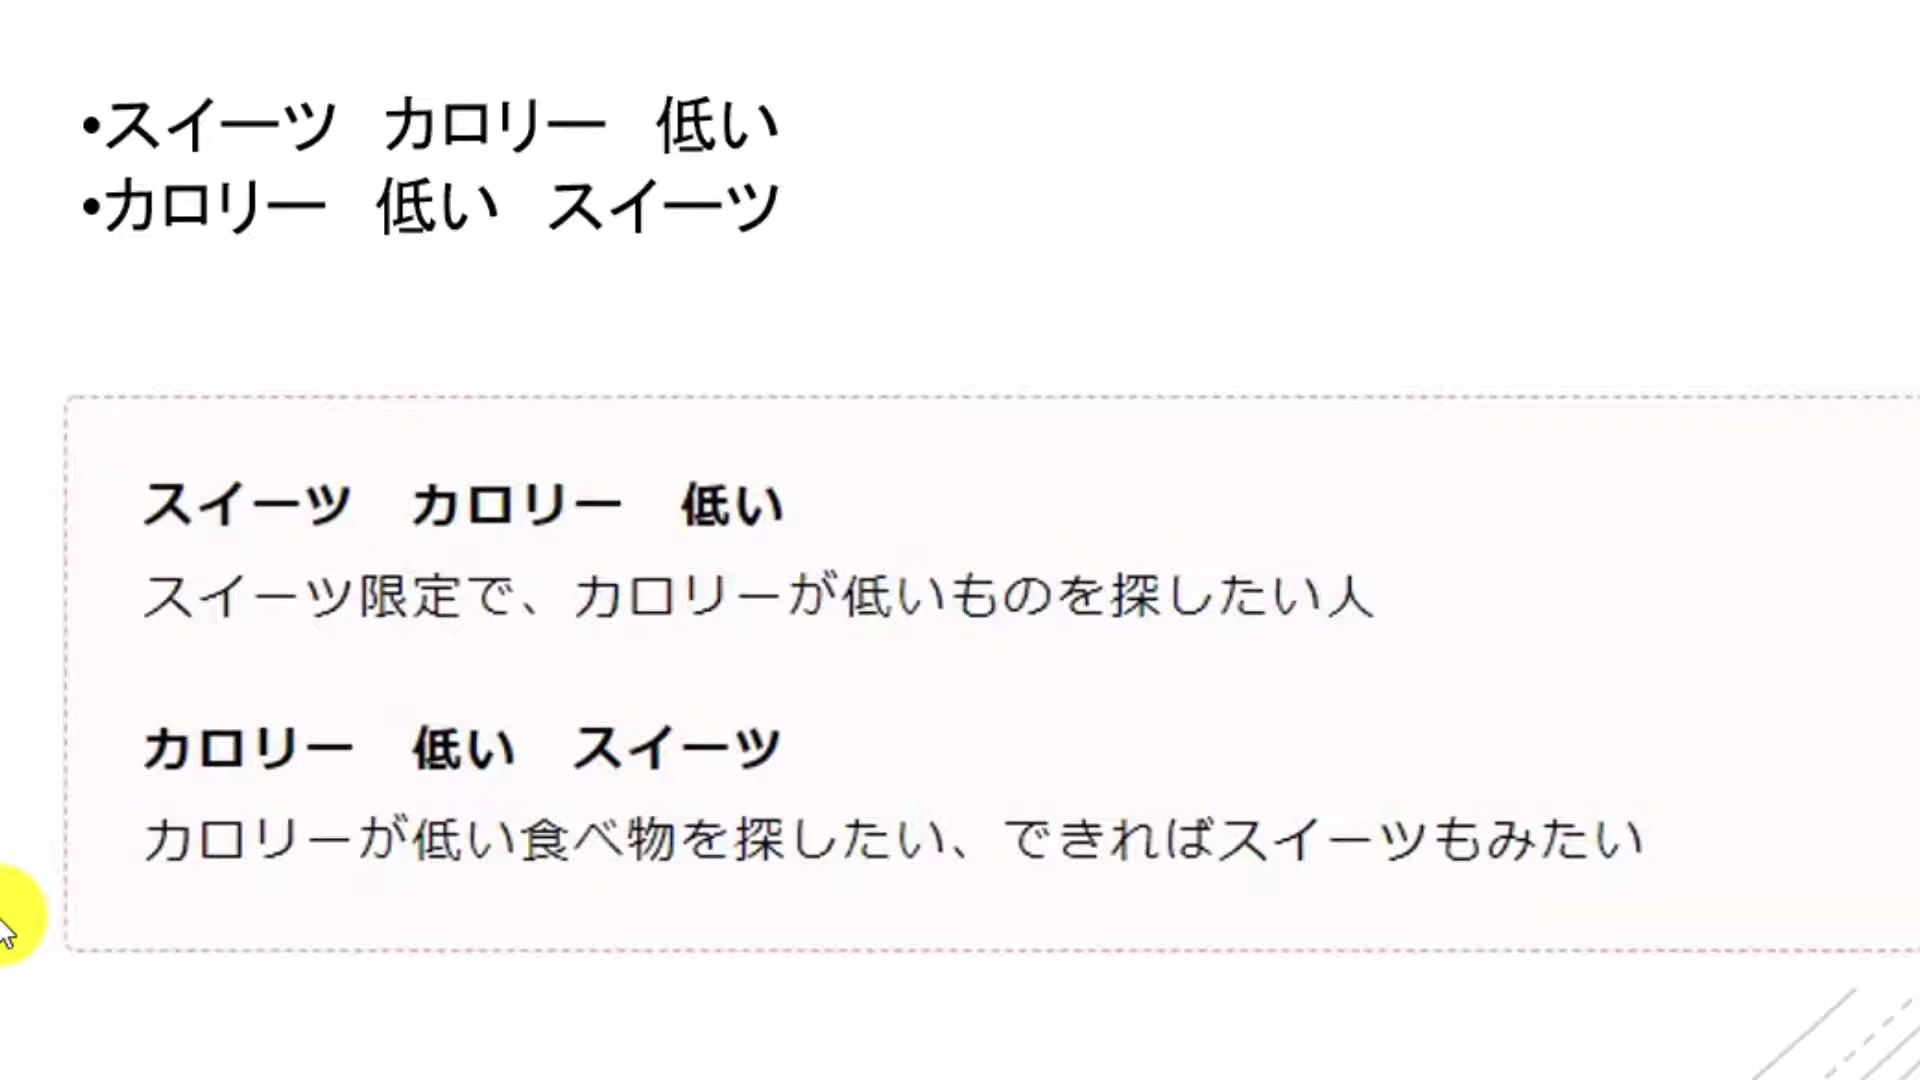 •スイーツ　カロリー　低い
•カロリー　低い　スイーツ
スイーツ　カロリー　低い
スイーツ限定で、カロリーが低いものを探したい人
カロリー　低い　スイーツ
カロリーが低い食べ物を探したい、できればスイーツもみたい